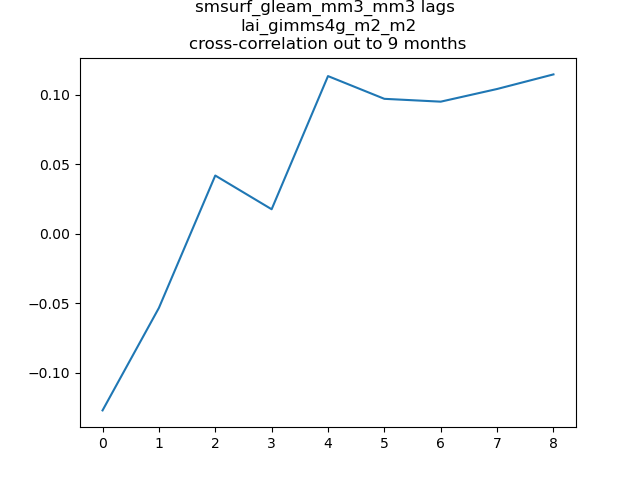 smsurf_gleam_mm3_mm3 lags
lai_gimms4g_m2_m2
cross-correlation out to 9 months
0.10
0.05
0.00
−0.05
−0.10
0 1 2 3 4 5 6 7 8